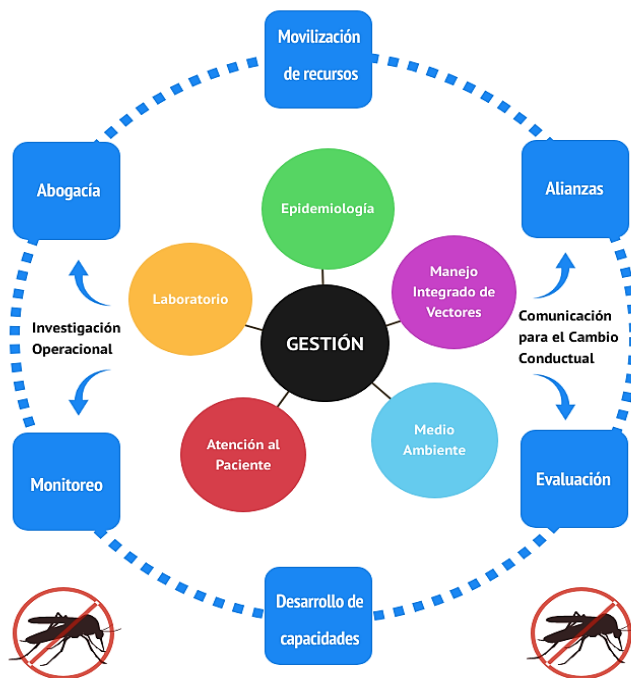 Movilización
de recursos
Abogacía
Alianzas
Epidemiología
Laboratorio
Manejo
Integrado de
Vectores
GESTIÓN
Investigación
Operacional
Comunicación
para el Cambio
Conductual
Atención al
Paciente
Medio
Ambiente
Monitoreo
Evaluación
Desarrollo de
capacidades